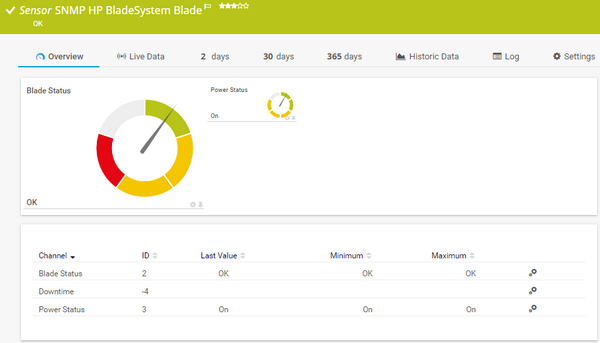 Sensor SNMP HP BladeSystem Blade
OK
Overview
Live Data
2 days
30 days
365 days
Historic Data
Log
Settings
Blade Status
OK
Power Status
On
Channel ID Last Value Minimum Maximum
Blade Status 2 OK OK OK
Downtime -4
Power Status 3 On On On